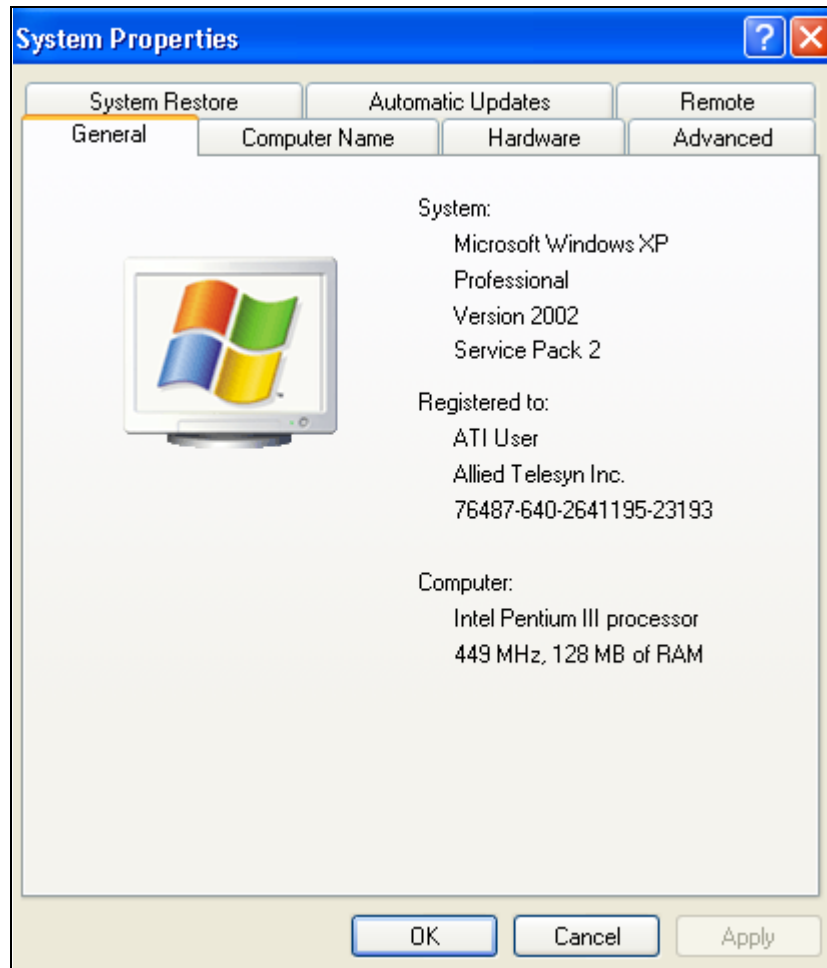 System Properties
System Restore
Automatic Updates
Remote
General
Computer Name
Hardware
Advanced
System:
Microsoft Windows XP
Professional
Version 2002
Service Pack 2
Registered to:
ATI User
Allied Telesyn Inc.
76487-640-2641195-23193
Computer:
Intel Pentium III processor
449 MHz, 128 MB of RAM
OK
Cancel
Apply